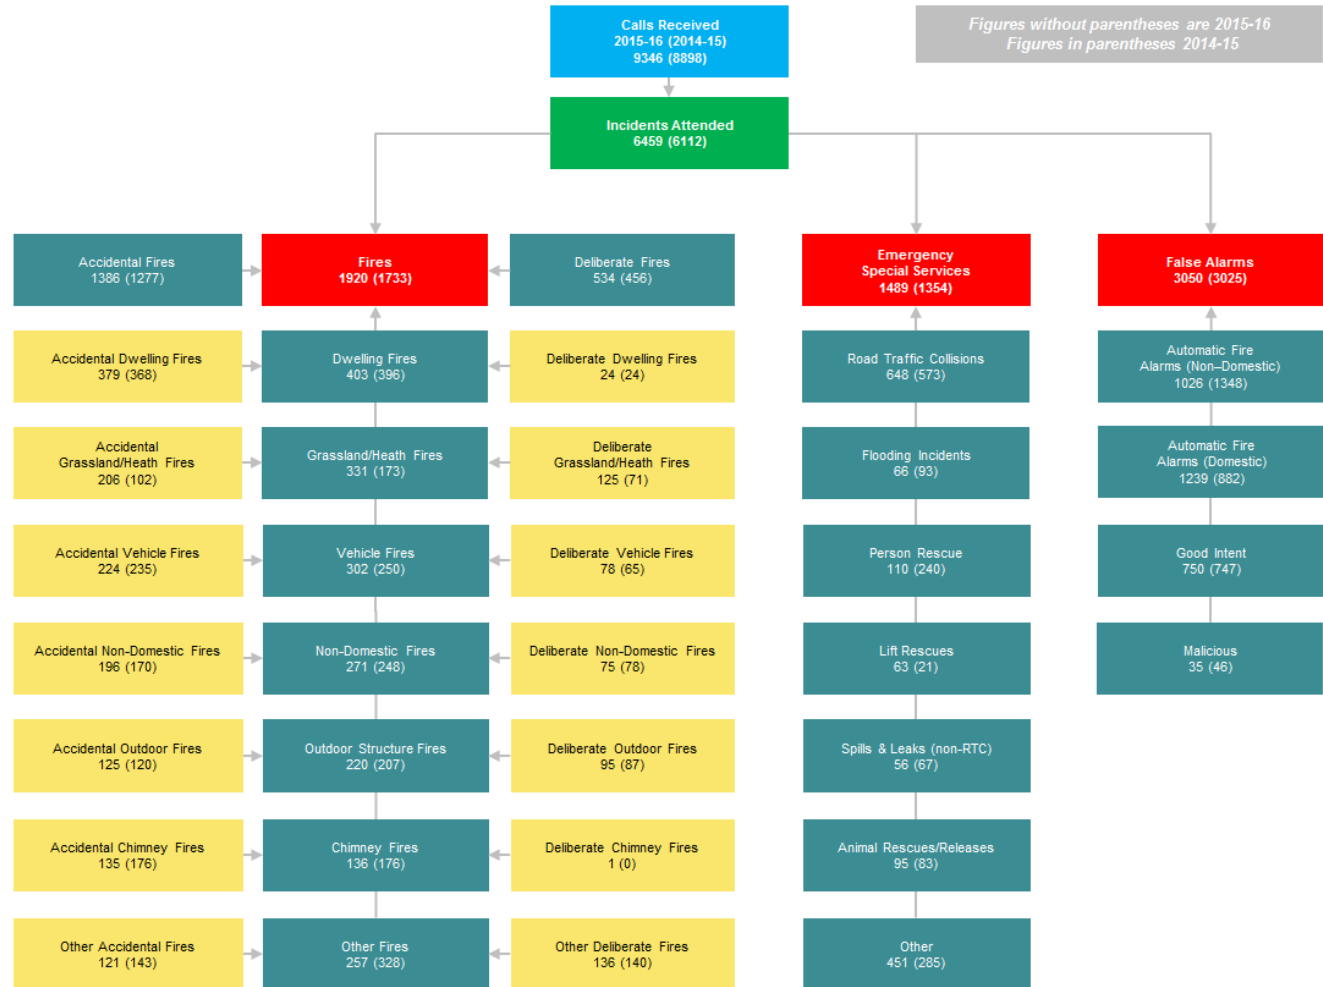 Calls Received
2015-16 (2014-15)
9346 (8898)
Figures without parentheses are 2015-16
Figures in parentheses 2014-15
Incidents Attended
6459 (6112)
Accidental Fires
1386 (1277)
Fires
1920 (1733)
Deliberate Fires
534 (456)
Emergency
Special Services
1489 (1354)
False Alarms
3050 (3025)
Accidental Dwelling Fires
379 (368)
Dwelling Fires
403 (396)
Deliberate Dwelling Fires
24 (24)
Road Traffic Collisions
648 (573)
Automatic Fire
Alarms (Non–Domestic)
1026 (1348)
Accidental
Grassland/Heath Fires
206 (102)
Grassland/Heath Fires
331 (173)
Deliberate
Grassland/Heath Fires
125 (71)
Flooding Incidents
66 (93)
Automatic Fire
Alarms (Domestic)
1239 (882)
Accidental Vehicle Fires
224 (235)
Vehicle Fires
302 (250)
Deliberate Vehicle Fires
78 (65)
Person Rescue
110 (240)
Good Intent
750 (747)
Accidental Non-Domestic Fires
196 (170)
Non-Domestic Fires
271 (248)
Deliberate Non-Domestic Fires
75 (78)
Lift Rescues
63 (21)
Malicious
35 (46)
Accidental Outdoor Fires
125 (120)
Outdoor Structure Fires
220 (207)
Deliberate Outdoor Fires
95 (87)
Spills & Leaks (non-RTC)
56 (67)
Accidental Chimney Fires
135 (176)
Chimney Fires
136 (176)
Deliberate Chimney Fires
1 (0)
Animal Rescues/Releases
95 (83)
Other Accidental Fires
121 (143)
Other Fires
257 (328)
Other Deliberate Fires
136 (140)
Other
451 (285)